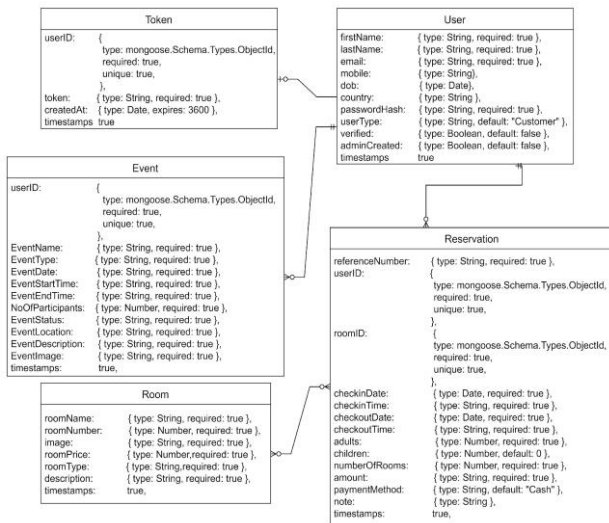 Token
userID: {
type: mongoose.Schema.Types.ObjectId,
required: true,
unique: true,
},
token: { type: String, required: true },
createdAt: { type: Date, expires: 3600 },
timestamps true
User
firstName: { type: String, required: true },
lastName: { type: String, required: true },
email: { type: String, required: true },
mobile: { type: String},
dob: { type: Date},
country: { type: String },
passwordHash: { type: String, required: true },
userType: { type: String, default: "Customer" },
verified: { type: Boolean, default: false },
adminCreated: { type: Boolean, default: false },
timestamps true
Event
userID: {
type: mongoose.Schema.Types.ObjectId,
required: true,
unique: true,
},
EventName: { type: String, required: true },
EventType: { type: String, required: true },
EventDate: { type: String, required: true },
EventStartTime: { type: String, required: true },
EventEndTime: { type: String, required: true },
NoOfParticipants: { type: Number, required: true },
EventStatus: { type: String, required: true },
EventLocation: { type: String, required: true },
EventDescription: { type: String, required: true },
EventImage: { type: String, required: true },
timestamps: true,
Reservation
referenceNumber: { type: String, required: true },
userID: {
type: mongoose.Schema.Types.ObjectId,
required: true,
unique: true,
},
roomID: {
type: mongoose.Schema.Types.ObjectId,
required: true,
unique: true,
},
checkinDate: { type: Date, required: true },
checkinTime: { type: String, required: true },
checkoutDate: { type: Date, required: true },
checkoutTime: { type: String, required: true },
adults: { type: Number, required: true },
children: { type: Number, default: 0 },
numberOfRooms: { type: Number, required: true },
amount: { type: String, required: true },
paymentMethod: { type: String, default: "Cash" },
note: { type: String },
timestamps: true,
Room
roomName: { type: String, required: true },
roomNumber: { type: Number, required: true },
image: { type: String, required: true },
roomPrice: { type: Number,required: true },
roomType: { type: String,required: true },
description: { type: String, required: true },
timestamps: true,